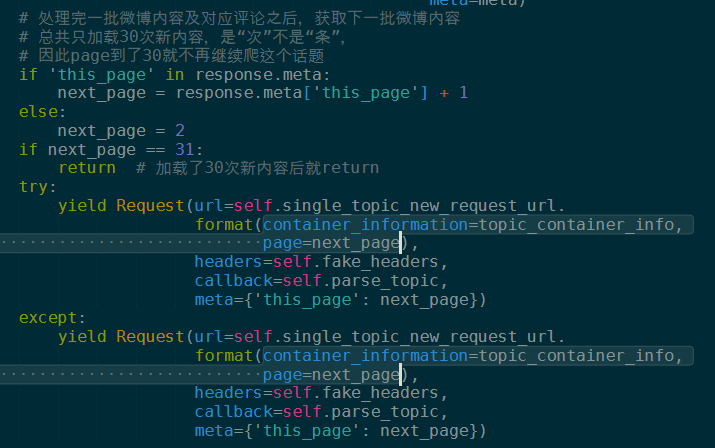 meta=meta)
# 处理完一批微博内容及对应评论之后，获取下一批微博内容
# 总共只加载30次新内容，是“次”不是“条”，
# 因此page到了30就不再继续爬这个话题
if 'this_page' in response.meta:
    next_page = response.meta['this_page'] + 1
else:
    next_page = 2
if next_page == 31:
    return  # 加载了30次新内容后就return
try:
    yield Request(url=self.single_topic_new_request_url.
                  format(container_information=topic_container_info,
                         page=next_page),
                  headers=self.fake_headers,
                  callback=self.parse_topic,
                  meta={'this_page': next_page})
except:
    yield Request(url=self.single_topic_new_request_url.
                  format(container_information=topic_container_info,
                         page=next_page),
                  headers=self.fake_headers,
                  callback=self.parse_topic,
                  meta={'this_page': next_page})